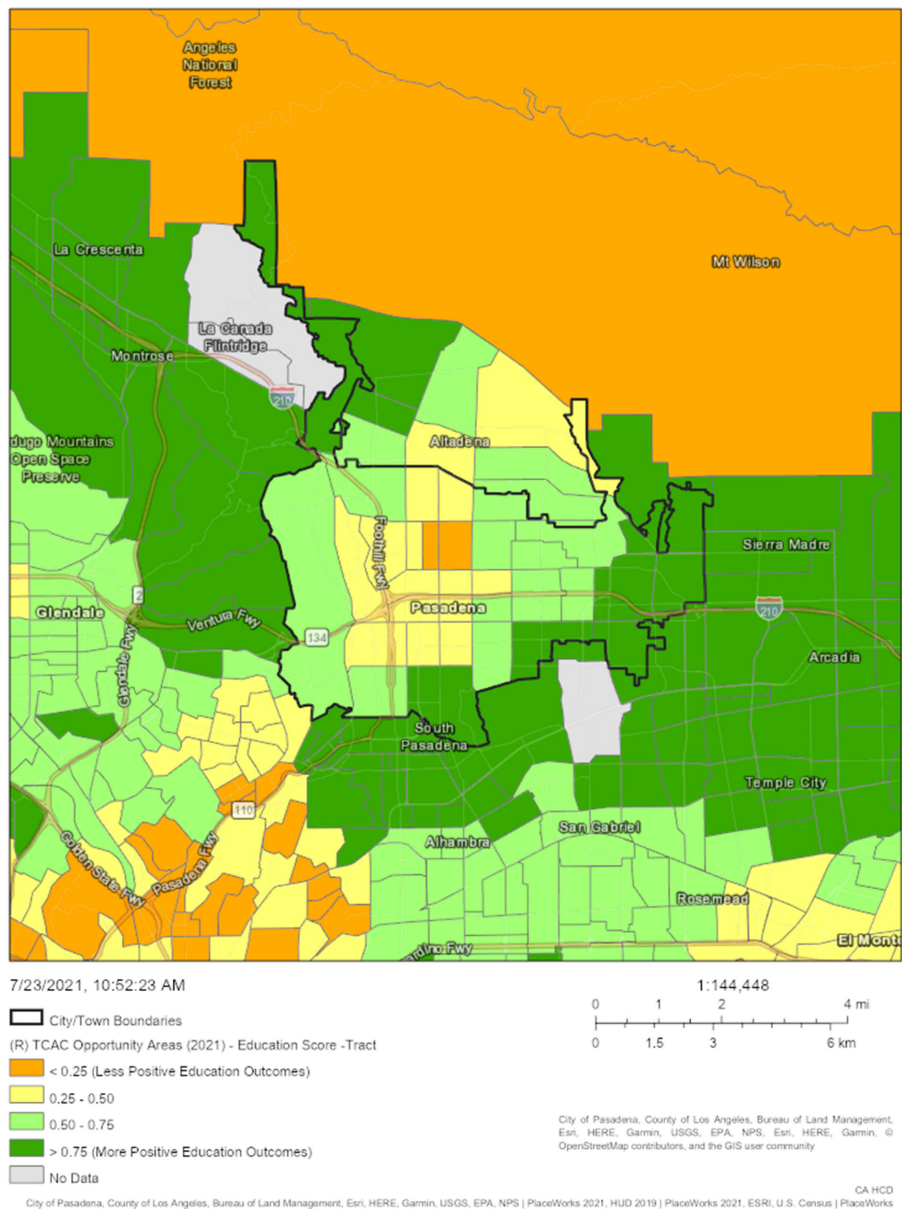 Angeles
National
Forest
La Crescenta
Mt Wilson
La Canada
Flintridge
Montrose
210
dugo Mountains
Open Space
Preserve
Altadena
Foothill Fwy
Sierra Madre
2
Glendale
Pasadena
210
Ventura Fwy
134
Glendale Fwy
Arcadia
South
Pasadena
Temple City
110
San Gabriel
Alhambra
Golden State Fwy
Pasadena Fwy
Rosemead
El Monte
ardino Fwy
7/23/2021, 10:52:23 AM
1:144,448
0 1 2 4 mi
0 1.5 3 6 km
City/Town Boundaries
(R) TCAC Opportunity Areas (2021) - Education Score -Tract
< 0.25 (Less Positive Education Outcomes)
0.25 - 0.50
0.50 - 0.75
> 0.75 (More Positive Education Outcomes)
No Data
City of Pasadena, County of Los Angeles, Bureau of Land Management,
Esri, HERE, Garmin, USGS, EPA, NPS, Esri, HERE, Garmin, ©
OpenStreetMap contributors, and the GIS user community
CA HCD
City of Pasadena, County of Los Angeles, Bureau of Land Management, Esri, HERE, Garmin, USGS, EPA, NPS | PlaceWorks 2021, HUD 2019 | PlaceWorks 2021, ESRI, U.S. Census | PlaceWorks